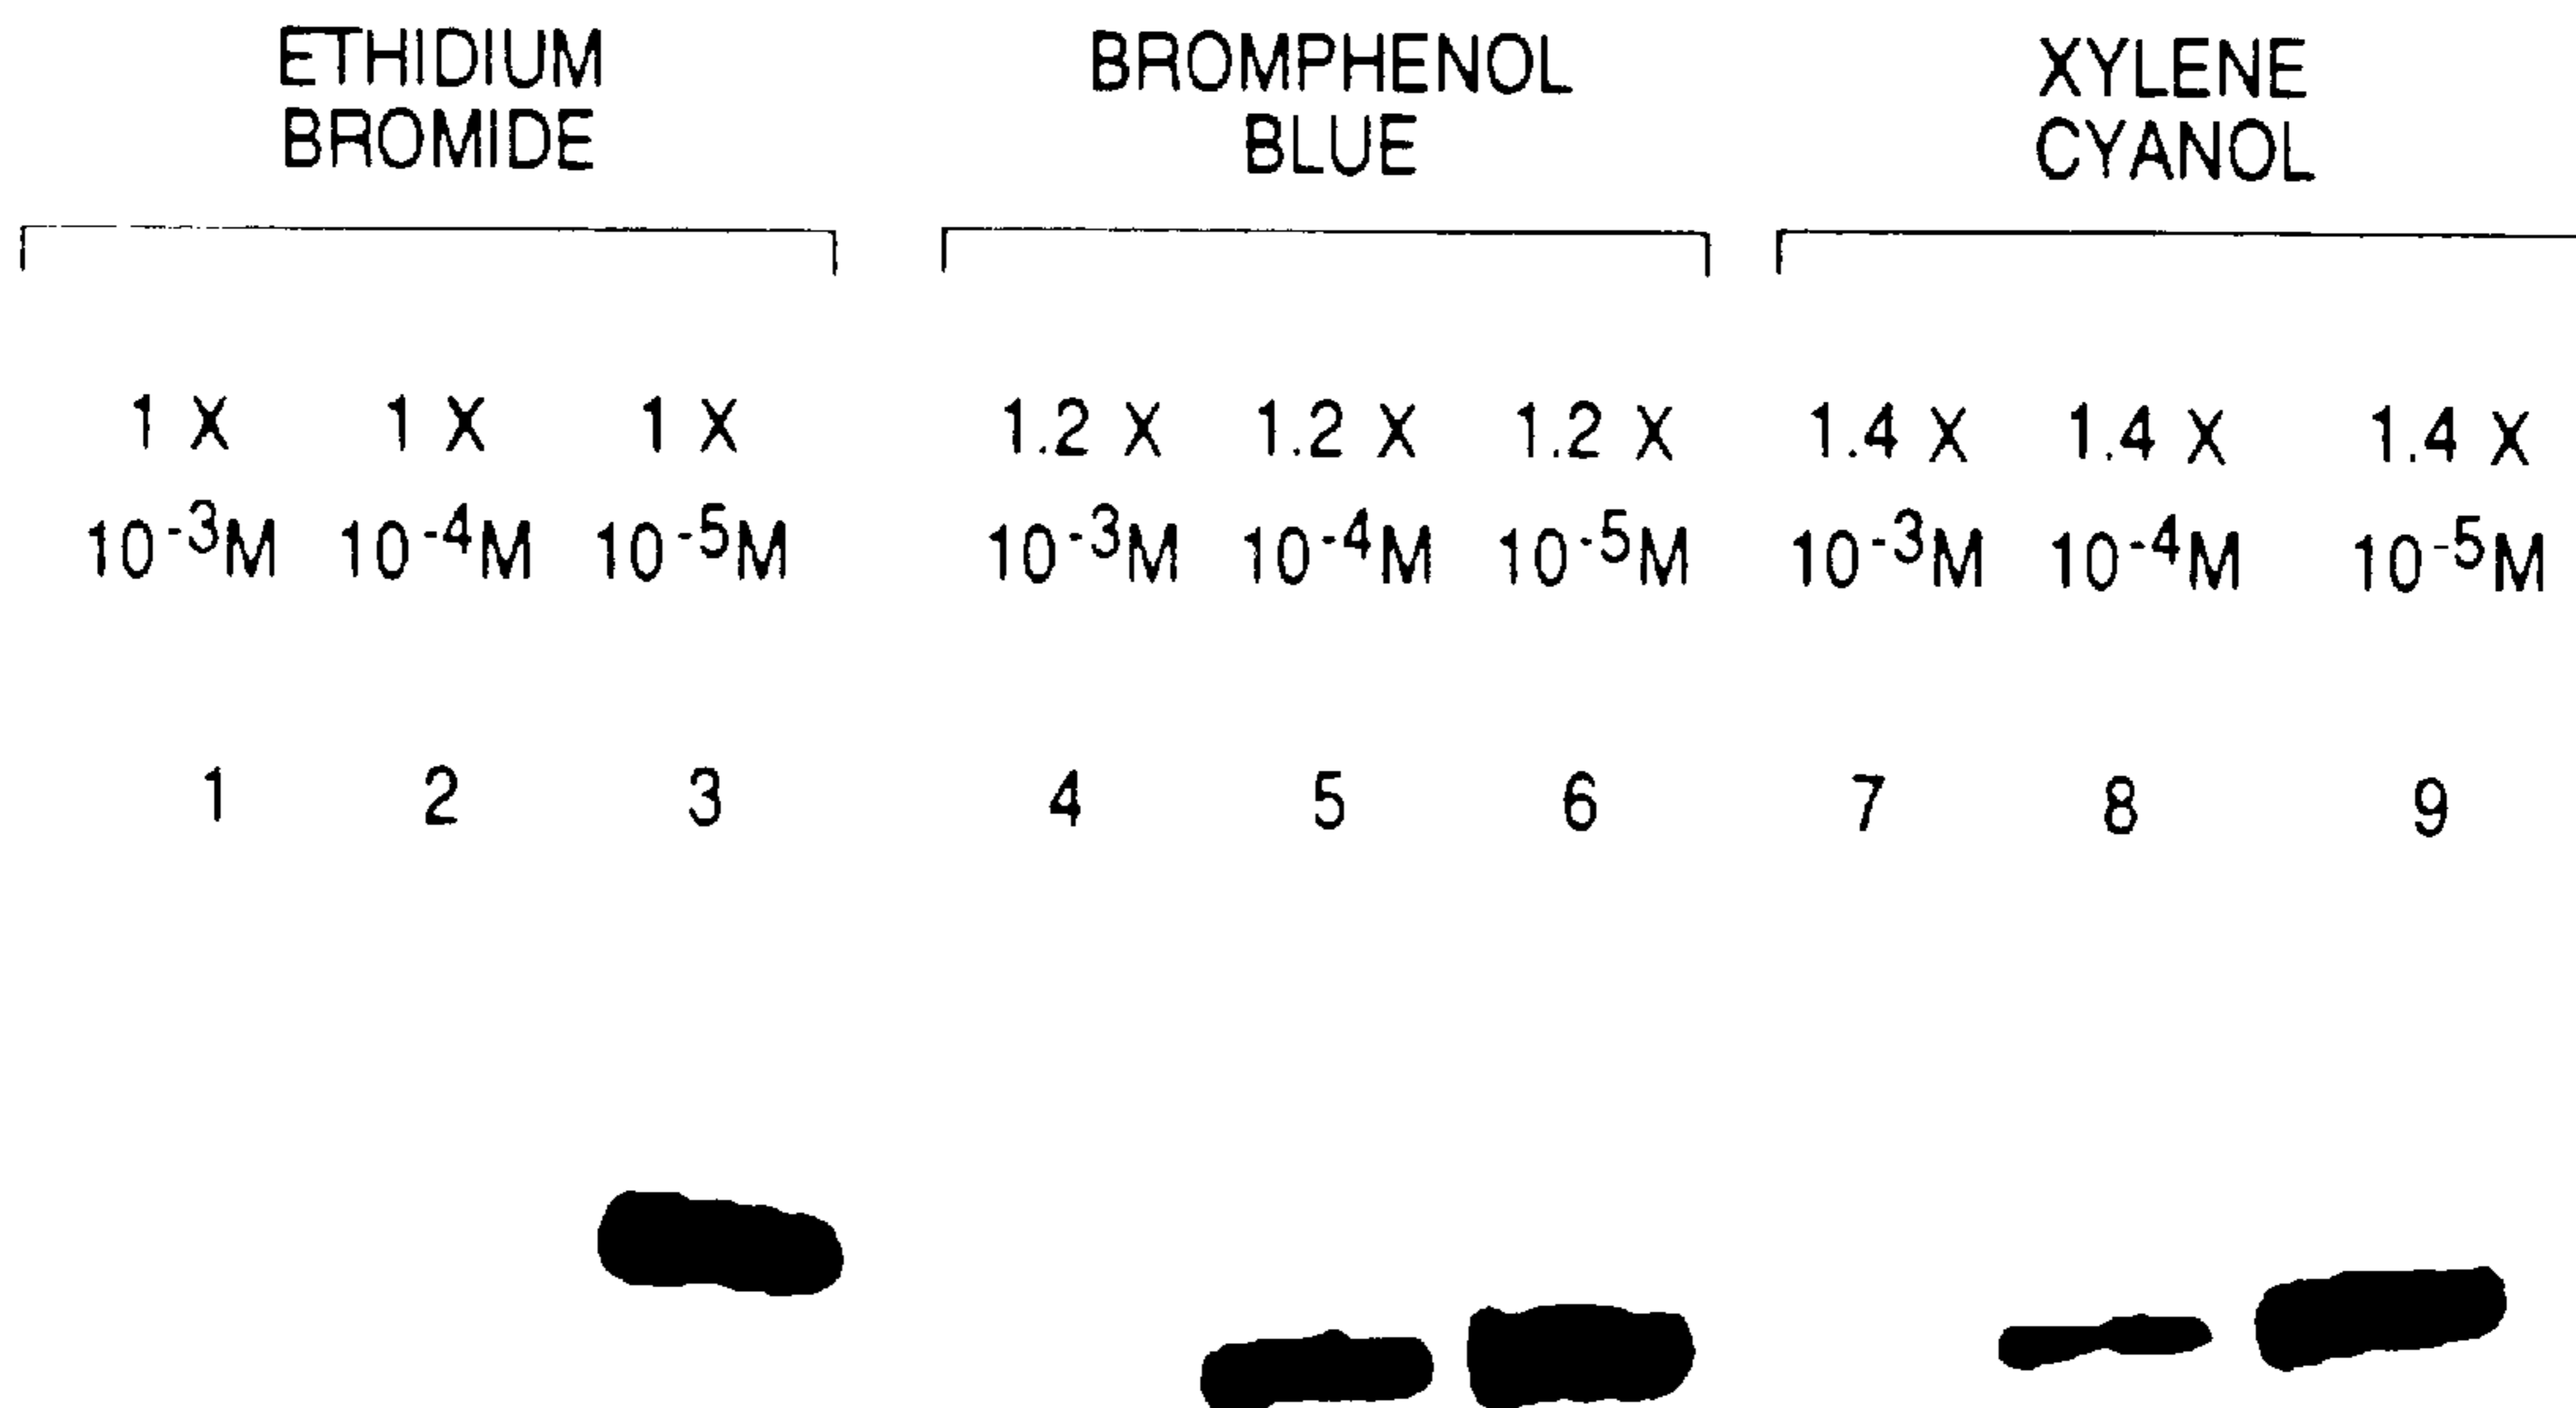 ETHIDIUM
BROMIDE
BROMPHENOL
BLUE
XYLENE
CYANOL
1 X 1 X 1 X 1.2 X 1.2 X 1.2 X 1.4 X 1.4 X 1.4 X
10⁻³M 10⁻⁴M 10⁻⁵M 10⁻³M 10⁻⁴M 10⁻⁵M 10⁻³M 10⁻⁴M 10⁻⁵M
1 2 3 4 5 6 7 8 9